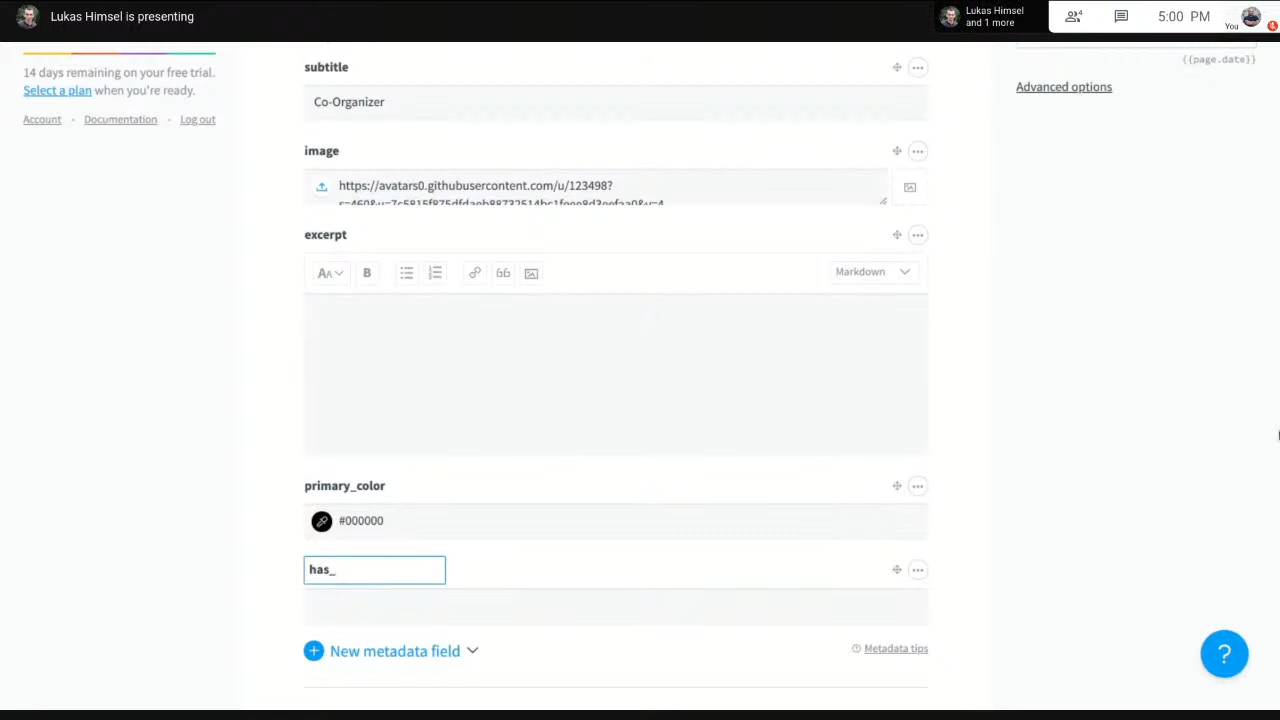 Lukas Himsel is presenting
Lukas Himsel
and 1 more
4
5:00 PM
You
14 days remaining on your free trial.
Select a plan when you're ready.
Account • Documentation • Log out
subtitle
Co-Organizer
image
https://avatars0.githubusercontent.com/u/123498?
excerpt
AA
B
Markdown
primary_color
#000000
has_
New metadata field
Metadata tips
{{page.date}}
Advanced options
?